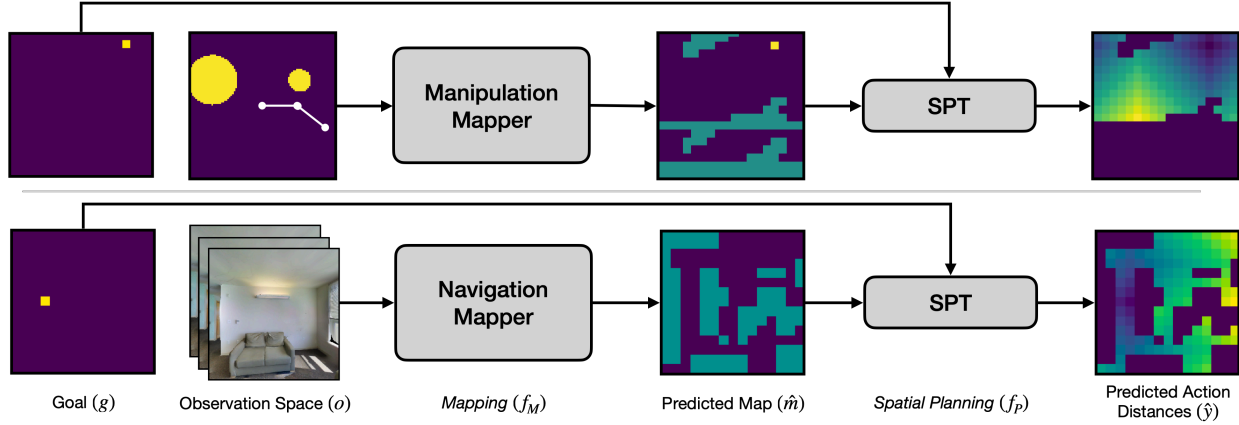 Manipulation
Mapper
SPT
Navigation
Mapper
SPT
Goal (g)
Observation Space (o)
Mapping (f_M)
Predicted Map (m̂)
Spatial Planning (f_P)
Predicted Action
Distances (ŷ)